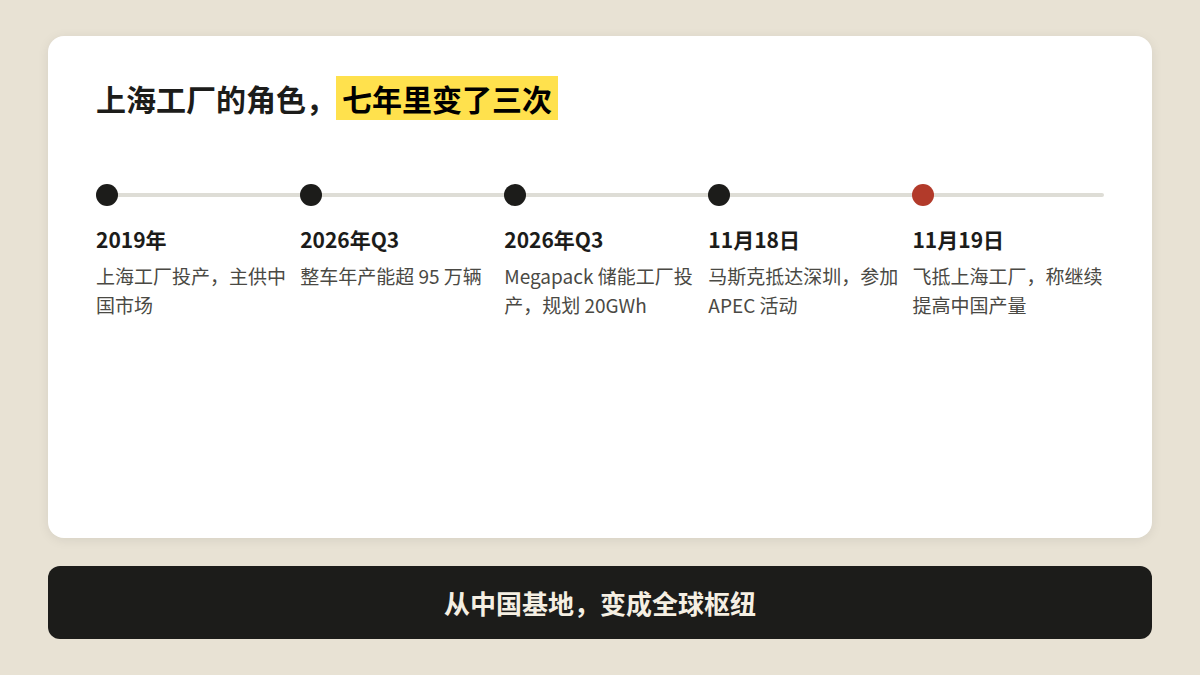 上海工厂的角色，七年里变了三次
2019年
上海工厂投产，主供中
国市场
2026年Q3
整车年产能超 95 万辆
2026年Q3
Megapack 储能工厂投
产，规划 20GWh
11月18日
马斯克抵达深圳，参加
APEC 活动
11月19日
飞抵上海工厂，称继续
提高中国产量
从中国基地，变成全球枢纽